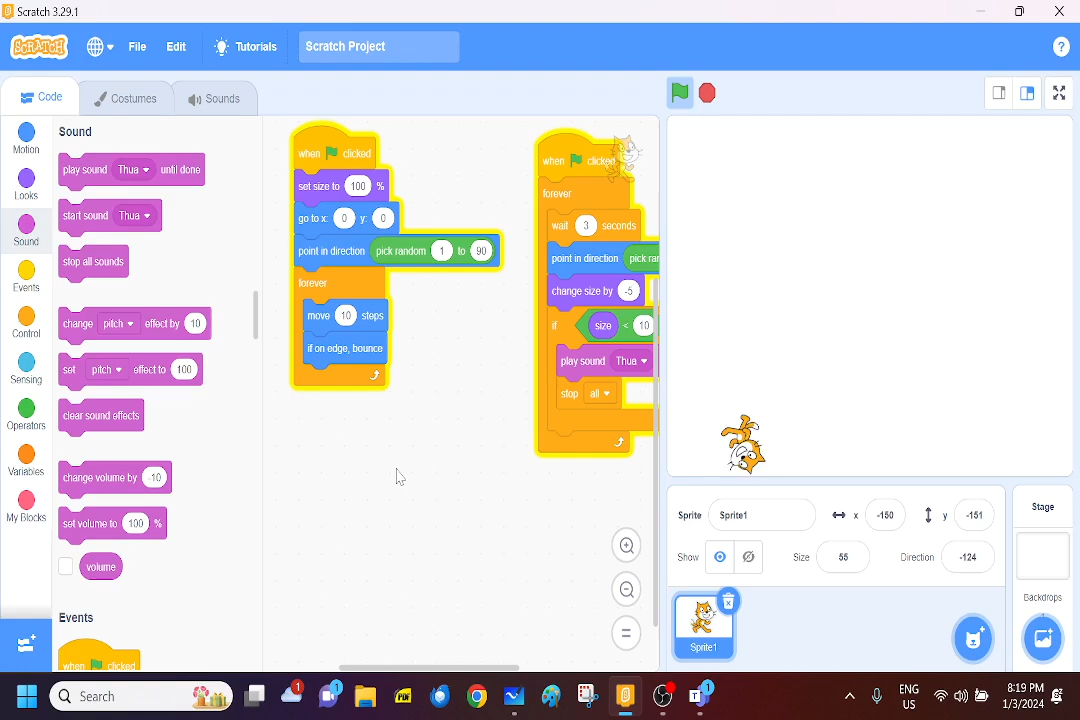 Scratch 3.29.1
SCRATCH File Edit Tutorials Scratch Project ?
Code Costumes Sounds
Motion
Looks
Sound
Events
Control
Sensing
Operators
Variables
My Blocks
Sound
play sound Thua until done
start sound Thua
stop all sounds
change pitch effect by 10
set pitch effect to 100
clear sound effects
change volume by -10
set volume to 100 %
volume
Events
when clicked
when clicked
set size to 100 %
go to x: 0 y: 0
point in direction pick random 1 to 90
forever
move 10 steps
if on edge, bounce
when clicked
forever
wait 3 seconds
point in direction pick rar
change size by -5
if size < 10
play sound Thua
stop all
Sprite Sprite1 x -150 y -151
Show Size 55 Direction -124
Sprite1
Stage
Backdrops
Search
PDF
1
1
1
ENG
US
8:19 PM
1/3/2024